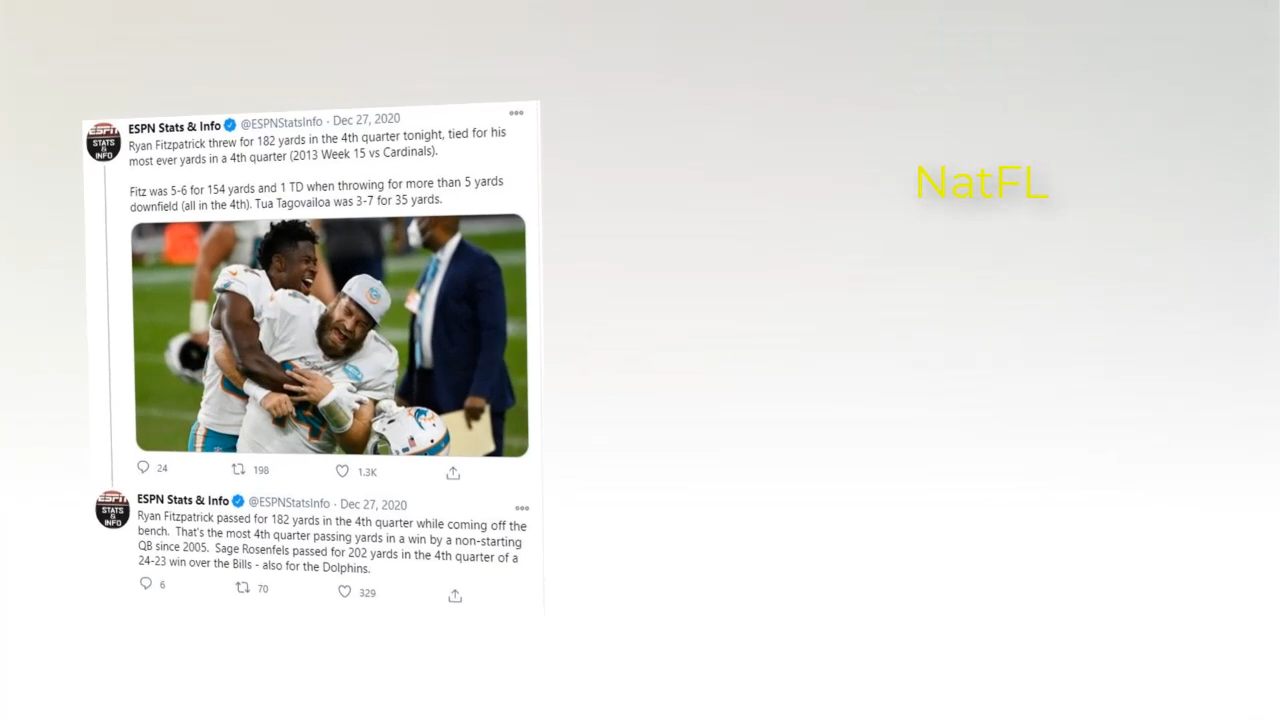 ESPN Stats & Info @ESPNStatsInfo · Dec 27, 2020
Ryan Fitzpatrick threw for 182 yards in the 4th quarter tonight, tied for his
most ever yards in a 4th quarter (2013 Week 15 vs Cardinals).
Fitz was 5-6 for 154 yards and 1 TD when throwing for more than 5 yards
downfield (all in the 4th). Tua Tagovailoa was 3-7 for 35 yards.
24 198 1.3K
ESPN Stats & Info @ESPNStatsInfo · Dec 27, 2020
Ryan Fitzpatrick passed for 182 yards in the 4th quarter while coming off the
bench. That's the most 4th quarter passing yards in a win by a non-starting
QB since 2005. Sage Rosenfels passed for 202 yards in the 4th quarter of a
24-23 win over the Bills - also for the Dolphins.
6 70 329
ESPN
STATS
&
INFO
ESPN
STATS
&
INFO
NatFL